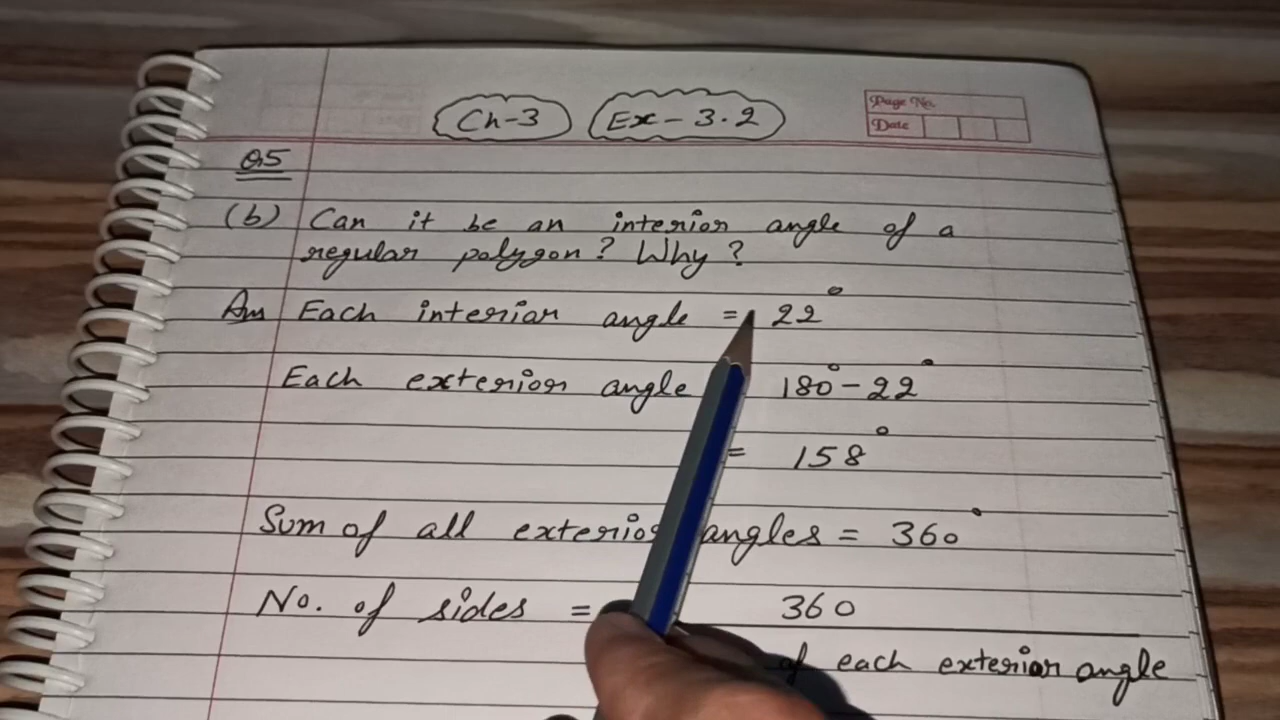 Ch-3 Ex-3.2
Page No.
Date
Q.5
(b) Can it be an interior angle of a
regular polygon? Why?
Ans Each interior angle = 22°
Each exterior angle 180°-22°
= 158°
Sum of all exterior angles = 360°
No. of sides = 360
of each exterior angle